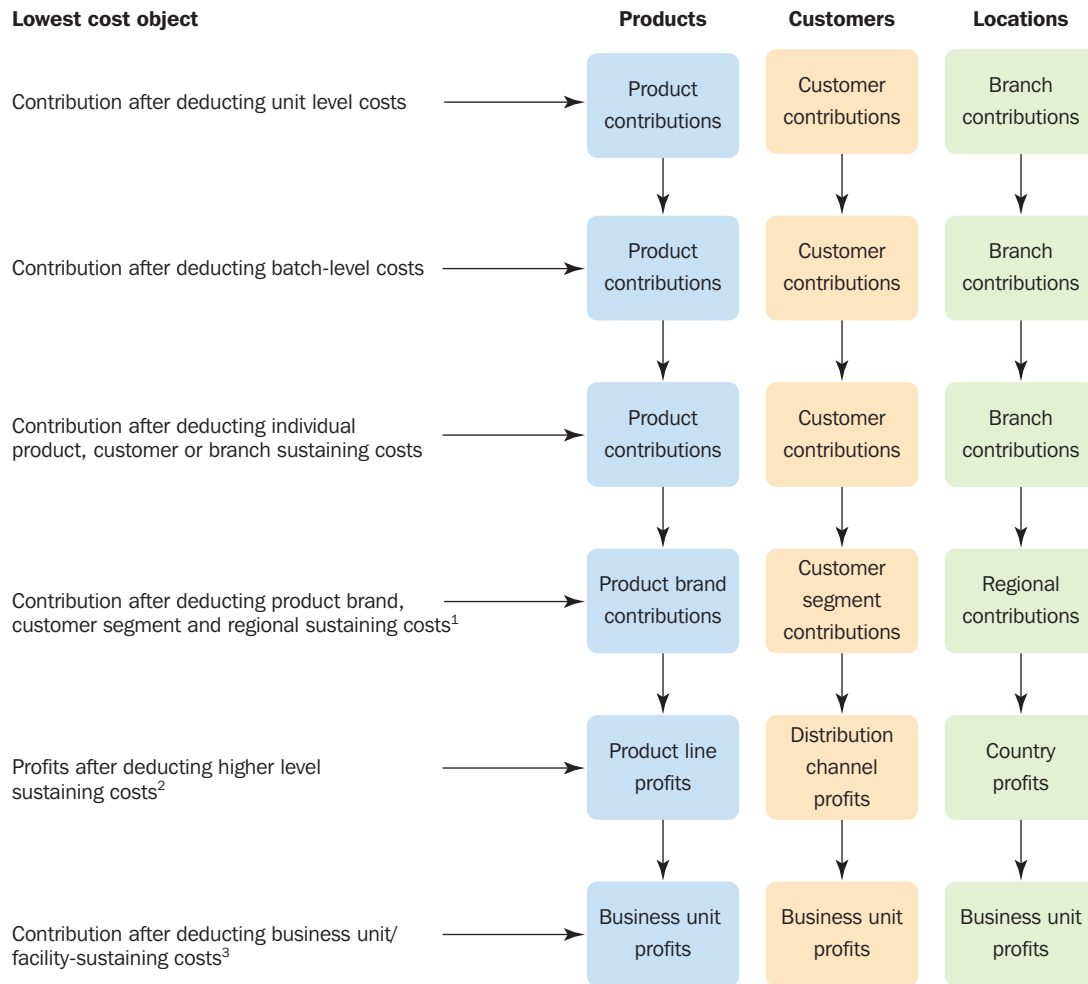 Lowest cost object
Products
Customers
Locations
Contribution after deducting unit level costs
Product
contributions
Customer
contributions
Branch
contributions
Contribution after deducting batch-level costs
Product
contributions
Customer
contributions
Branch
contributions
Contribution after deducting individual
product, customer or branch sustaining costs
Product
contributions
Customer
contributions
Branch
contributions
Contribution after deducting product brand,
customer segment and regional sustaining costs¹
Product brand
contributions
Customer
segment
contributions
Regional
contributions
Profits after deducting higher level
sustaining costs²
Product line
profits
Distribution
channel
profits
Country
profits
Contribution after deducting business unit/
facility-sustaining costs³
Business unit
profits
Business unit
profits
Business unit
profits